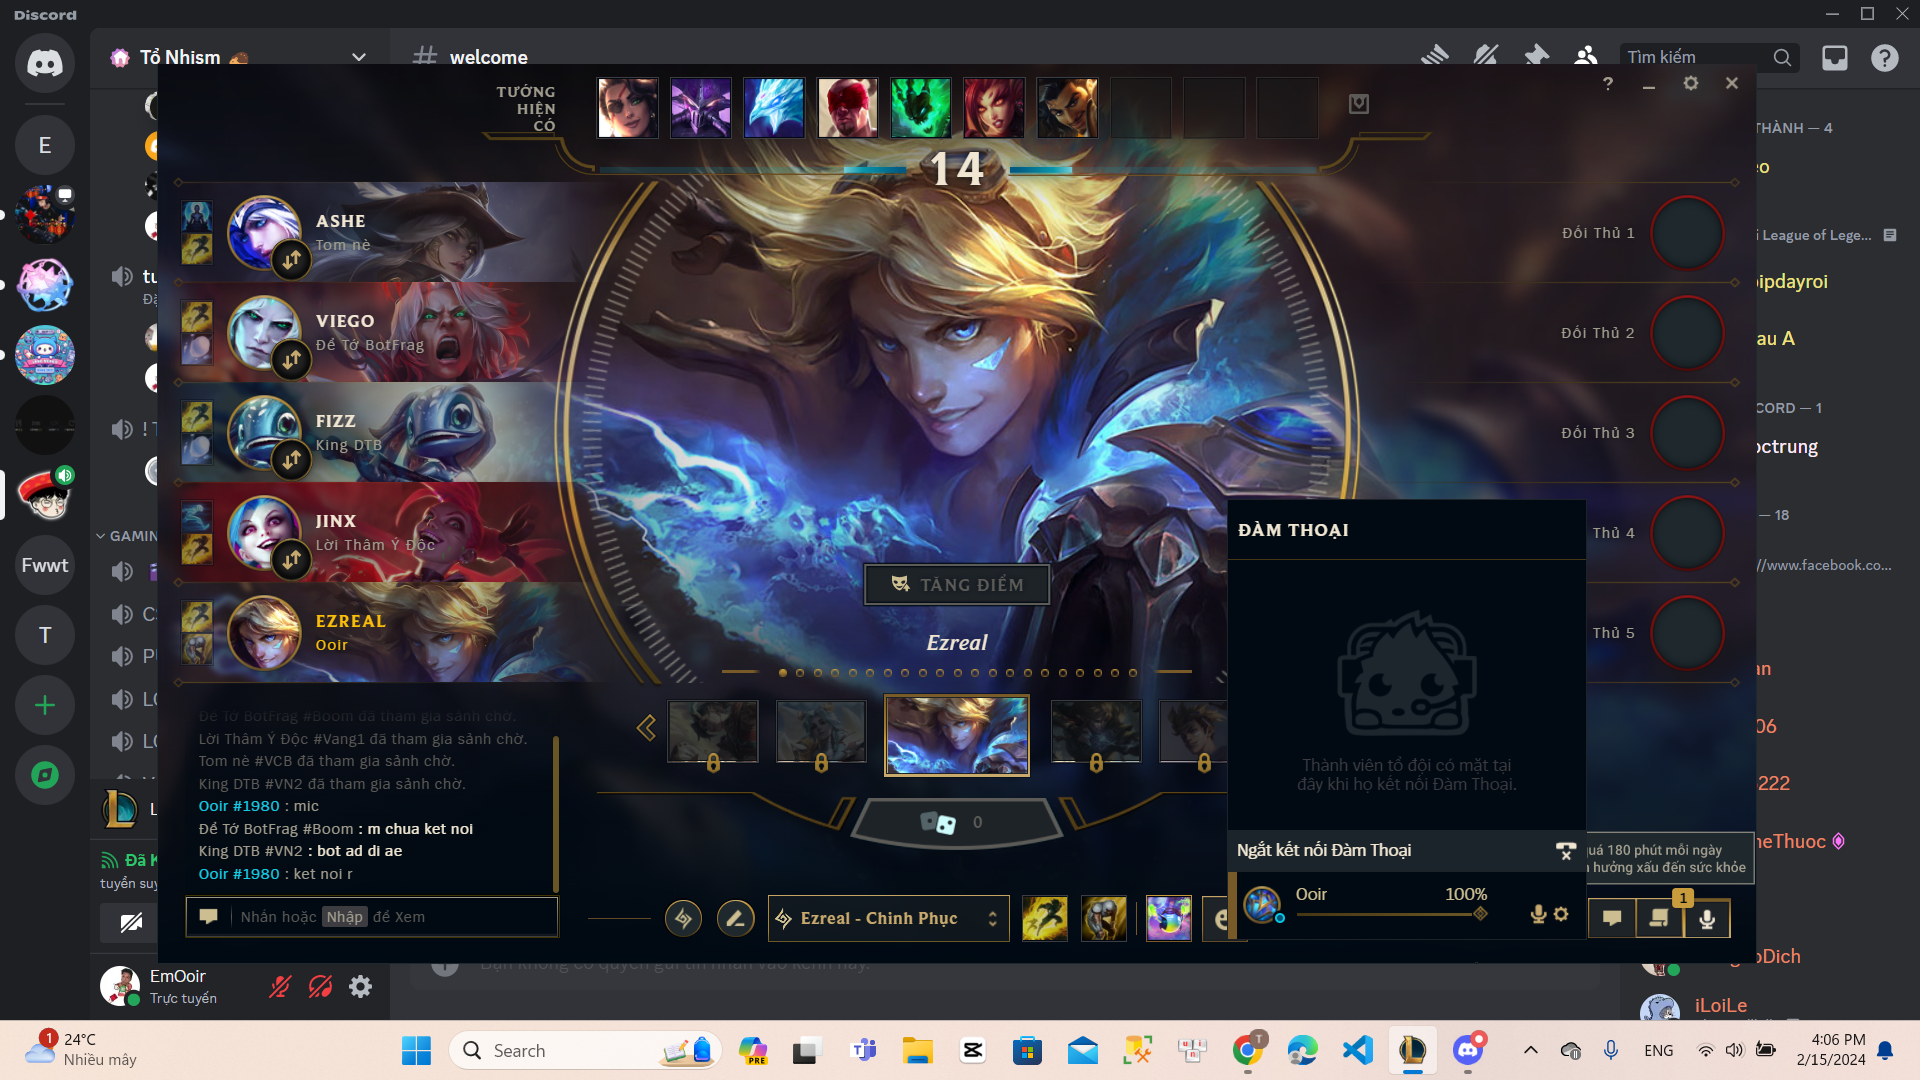 Discord
Tổ Nhism
welcome
Tìm kiếm
TƯỚNG
HIỆN
CÓ
14
ASHE
Tom nè
VIEGO
Để Tớ BotFrag
FIZZ
King DTB
JINX
Lời Thâm Ý Độc
EZREAL
Ooir
Đối Thủ 1
Đối Thủ 2
Đối Thủ 3
Thủ 4
Thủ 5
TĂNG ĐIỂM
Ezreal
ĐÀM THOẠI
Thành viên tổ đội có mặt tại
đây khi họ kết nối Đàm Thoại.
Ngắt kết nối Đàm Thoại
Ooir
100%
0
Để Tớ BotFrag #Boom đã tham gia sảnh chờ.
Lời Thâm Ý Độc #Vang1 đã tham gia sảnh chờ.
Tom nè #VCB đã tham gia sảnh chờ.
King DTB #VN2 đã tham gia sảnh chờ.
Ooir #1980 : mic
Để Tớ BotFrag #Boom : m chua ket noi
King DTB #VN2 : bot ad di ae
Ooir #1980 : ket noi r
Nhấn hoặc Nhập để Xem
Ezreal - Chinh Phục
quá 180 phút mỗi ngày
hưởng xấu đến sức khỏe
1
E
Fwwt
T
GAMIN
THÀNH — 4
i League of Lege...
ipdayroi
au A
CORD — 1
octrung
— 18
//www.facebook.co...
an
06
222
neThuoc
oDich
iLoiLe
Đã K
tuyển suy
EmOoir
Trực tuyến
Bạn không có quyền gửi tin nhắn vào kênh này.
1
24°C
Nhiều mây
Search
PRE
T
ENG
4:06 PM
2/15/2024